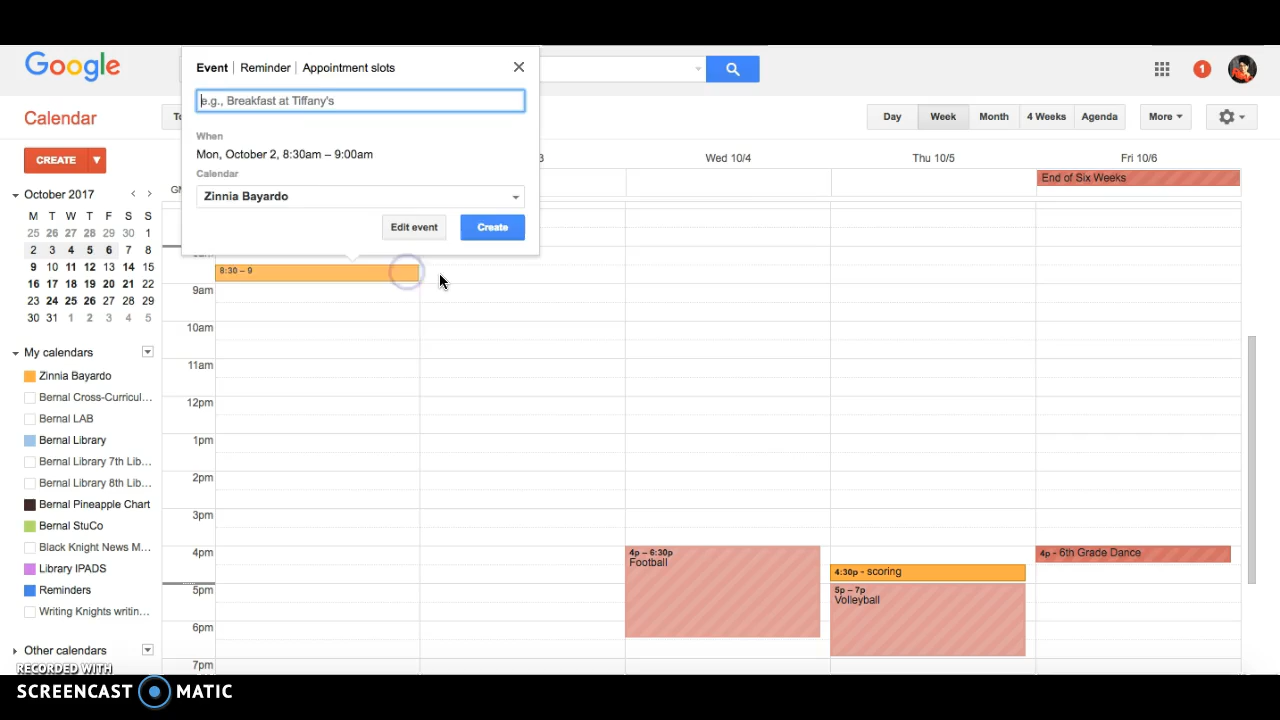 Google
Event | Reminder | Appointment slots
e.g., Breakfast at Tiffany's
When
Mon, October 2, 8:30am – 9:00am
Calendar
Zinnia Bayardo
Edit event
Create
1
Calendar
Day
Week
Month
4 Weeks
Agenda
More
CREATE
3
Wed 10/4
Thu 10/5
Fri 10/6
End of Six Weeks
October 2017
M T W T F S S
25 26 27 28 29 30 1
2 3 4 5 6 7 8
9 10 11 12 13 14 15
16 17 18 19 20 21 22
23 24 25 26 27 28 29
30 31 1 2 3 4 5
8:30 – 9
9am
10am
11am
12pm
1pm
2pm
3pm
4pm
5pm
6pm
7pm
4p – 6:30p
Football
4:30p - scoring
5p – 7p
Volleyball
4p - 6th Grade Dance
My calendars
Zinnia Bayardo
Bernal Cross-Curricul...
Bernal LAB
Bernal Library
Bernal Library 7th Lib...
Bernal Library 8th Lib...
Bernal Pineapple Chart
Bernal StuCo
Black Knight News M...
Library IPADS
Reminders
Writing Knights writin...
Other calendars
RECORDED WITH
SCREENCAST MATIC